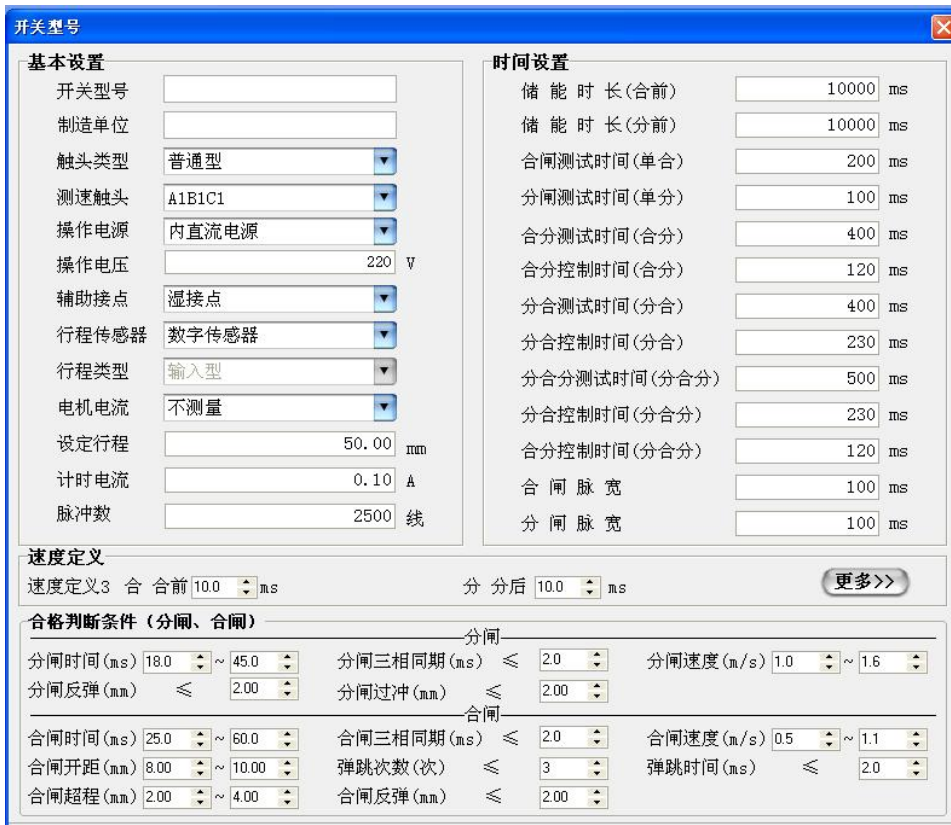 开关型号
基本设置
开关型号
制造单位
触头类型 普通型
测速触头 A1B1C1
操作电源 内直流电源
操作电压 220 V
辅助接点 湿接点
行程传感器 数字传感器
行程类型 输入型
电机电流 不测量
设定行程 50.00 mm
计时电流 0.10 A
脉冲数 2500 线
时间设置
储 能 时 长(合前) 10000 ms
储 能 时 长(分前) 10000 ms
合闸测试时间(单合) 200 ms
分闸测试时间(单分) 100 ms
合分测试时间(合分) 400 ms
合分控制时间(合分) 120 ms
分合测试时间(分合) 400 ms
分合控制时间(分合) 230 ms
分合分测试时间(分合分) 500 ms
分合控制时间(分合分) 230 ms
合分控制时间(分合分) 120 ms
合 闸 脉 宽 100 ms
分 闸 脉 宽 100 ms
速度定义
速度定义3 合 合前 10.0 ms 分 分后 10.0 ms 更多>>
合格判断条件（分闸、合闸）
分闸
分闸时间(ms) 18.0 ~ 45.0 分闸三相同期(ms) ≤ 2.0 分闸速度(m/s) 1.0 ~ 1.6
分闸反弹(mm) ≤ 2.00 分闸过冲(mm) ≤ 2.00
合闸
合闸时间(ms) 25.0 ~ 60.0 合闸三相同期(ms) ≤ 2.0 合闸速度(m/s) 0.5 ~ 1.1
合闸开距(mm) 8.00 ~ 10.00 弹跳次数(次) ≤ 3 弹跳时间(ms) ≤ 2.0
合闸超程(mm) 2.00 ~ 4.00 合闸反弹(mm) ≤ 2.00